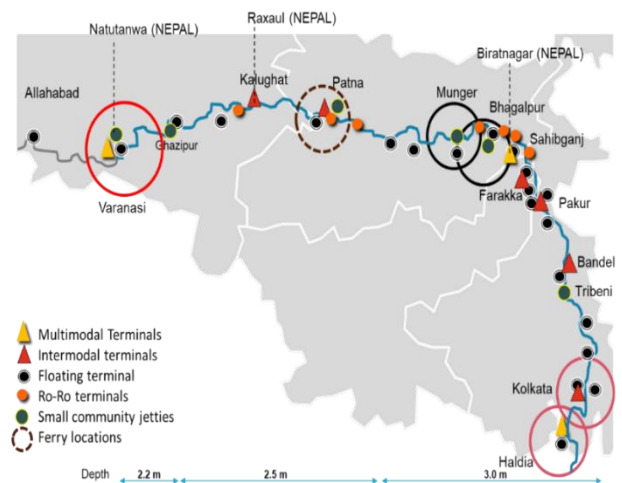 Raxaul (NEPAL)
Natutanwa (NEPAL)
Biratnagar (NEPAL)
Allahabad
Kalughat
Patna
Munger
Bhagalpur
Ghazipur
Sahibganj
Varanasi
Farakka
Pakur
Bandel
Tribeni
Multimodal Terminals
Intermodal terminals
Floating terminal
Ro-Ro terminals
Small community jetties
Ferry locations
Kolkata
Haldia
Depth 2.2 m 2.5 m 3.0 m